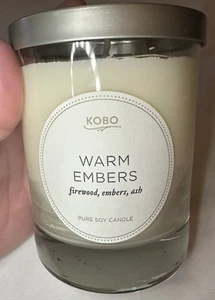 KOBO
WARM
EMBERS
firewood, embers, ash
PURE SOY CANDLE